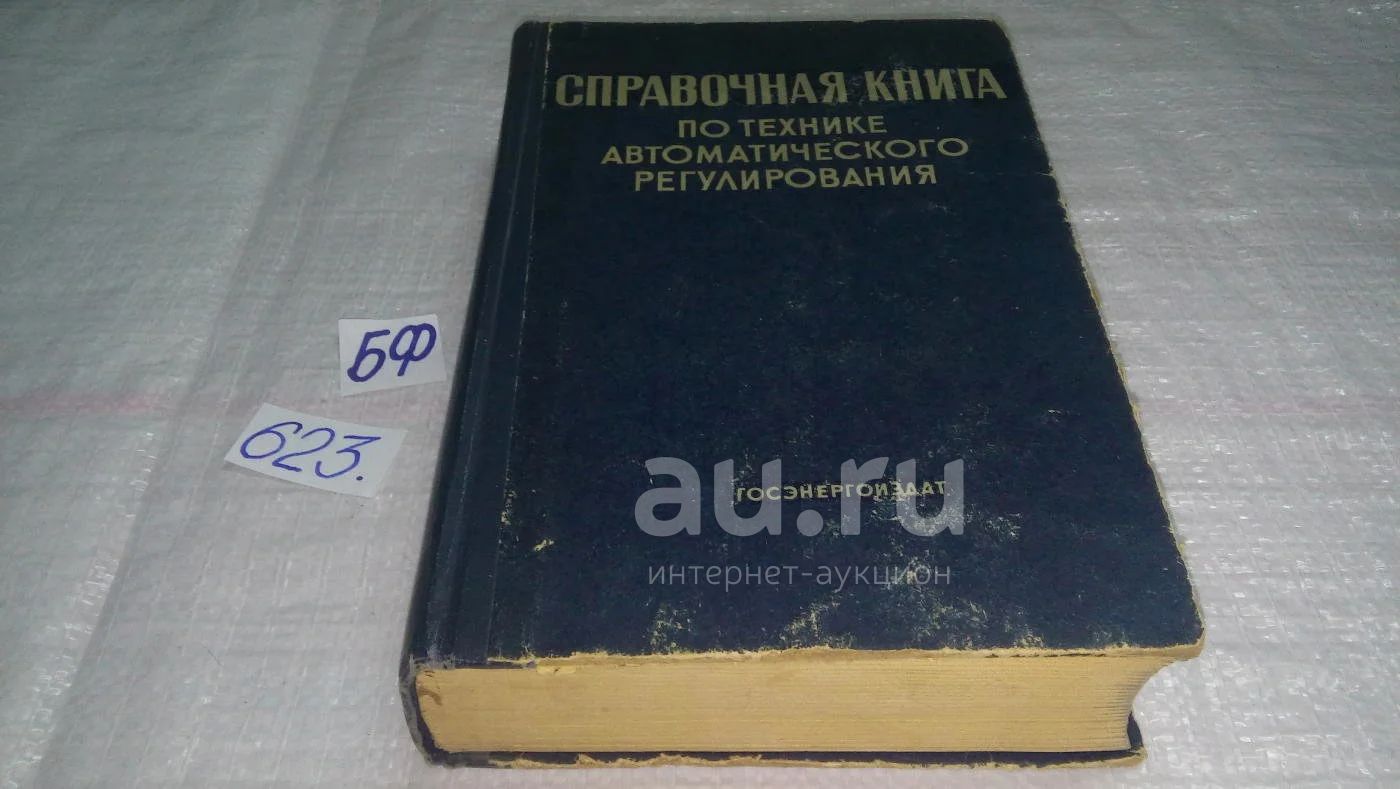 СПРАВОЧНАЯ КНИГА
ПО ТЕХНИКЕ
АВТОМАТИЧЕСКОГО
РЕГУЛИРОВАНИЯ
БФ
623.
ГОСЭНЕРГОИЗДАТ
au.ru
интернет-аукцион